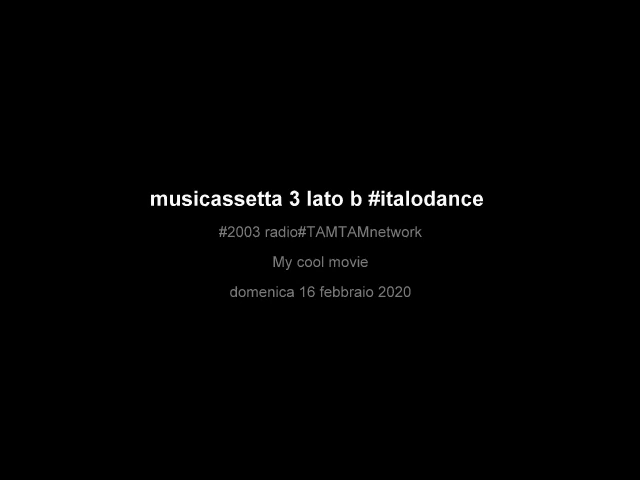 musicassetta 3 lato b #italodance
#2003 radio#TAMTAMnetwork
My cool movie
domenica 16 febbraio 2020